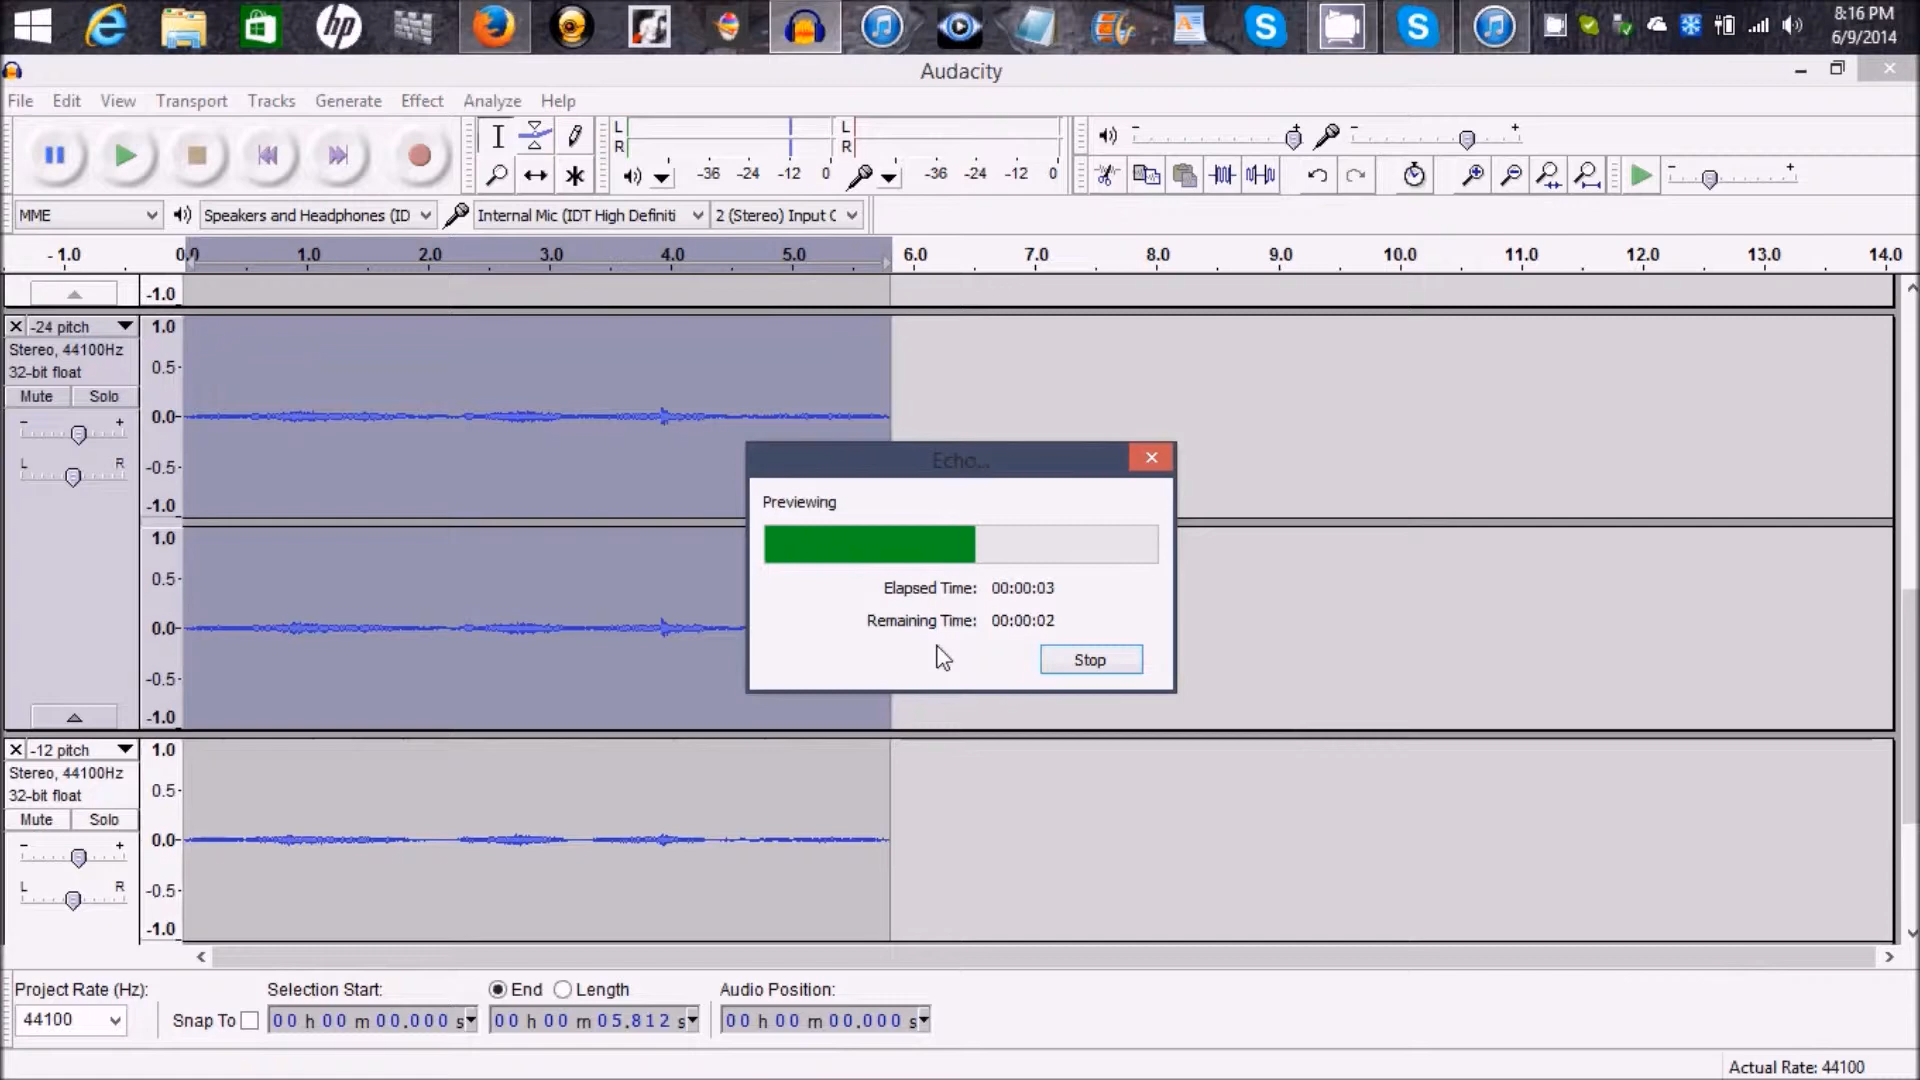 8:16 PM
6/9/2014
Audacity
File Edit View Transport Tracks Generate Effect Analyze Help
L
R
-36 -24 -12 0
L
R
-36 -24 -12 0
MME
Speakers and Headphones (ID
Internal Mic (IDT High Definiti
2 (Stereo) Input C
-1.0 0.0 1.0 2.0 3.0 4.0 5.0 6.0 7.0 8.0 9.0 10.0 11.0 12.0 13.0 14.0
-1.0
-24 pitch
Stereo, 44100Hz
32-bit float
Mute Solo
L R
1.0
0.5
0.0
-0.5
-1.0
1.0
0.5
0.0
-0.5
-1.0
Echo...
Previewing
Elapsed Time: 00:00:03
Remaining Time: 00:00:02
Stop
-12 pitch
Stereo, 44100Hz
32-bit float
Mute Solo
L R
1.0
0.5
0.0
-0.5
-1.0
Project Rate (Hz):
44100
Snap To
Selection Start:
00 h 00 m 00.000 s
End Length
00 h 00 m 05.812 s
Audio Position:
00 h 00 m 00.000 s
Actual Rate: 44100